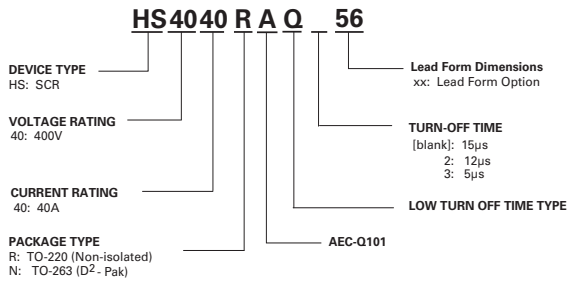 HS4040RAQ_56
DEVICE TYPE
HS: SCR
VOLTAGE RATING
40: 400V
CURRENT RATING
40: 40A
PACKAGE TYPE
R: TO-220 (Non-isolated)
N: TO-263 (D2- Pak)
Lead Form Dimensions
xx: Lead Form Option
TURN-OFF TIME
[blank]: 15μs
2: 12μs
3: 5μs
LOW TURN OFF TIME TYPE
AEC-Q101